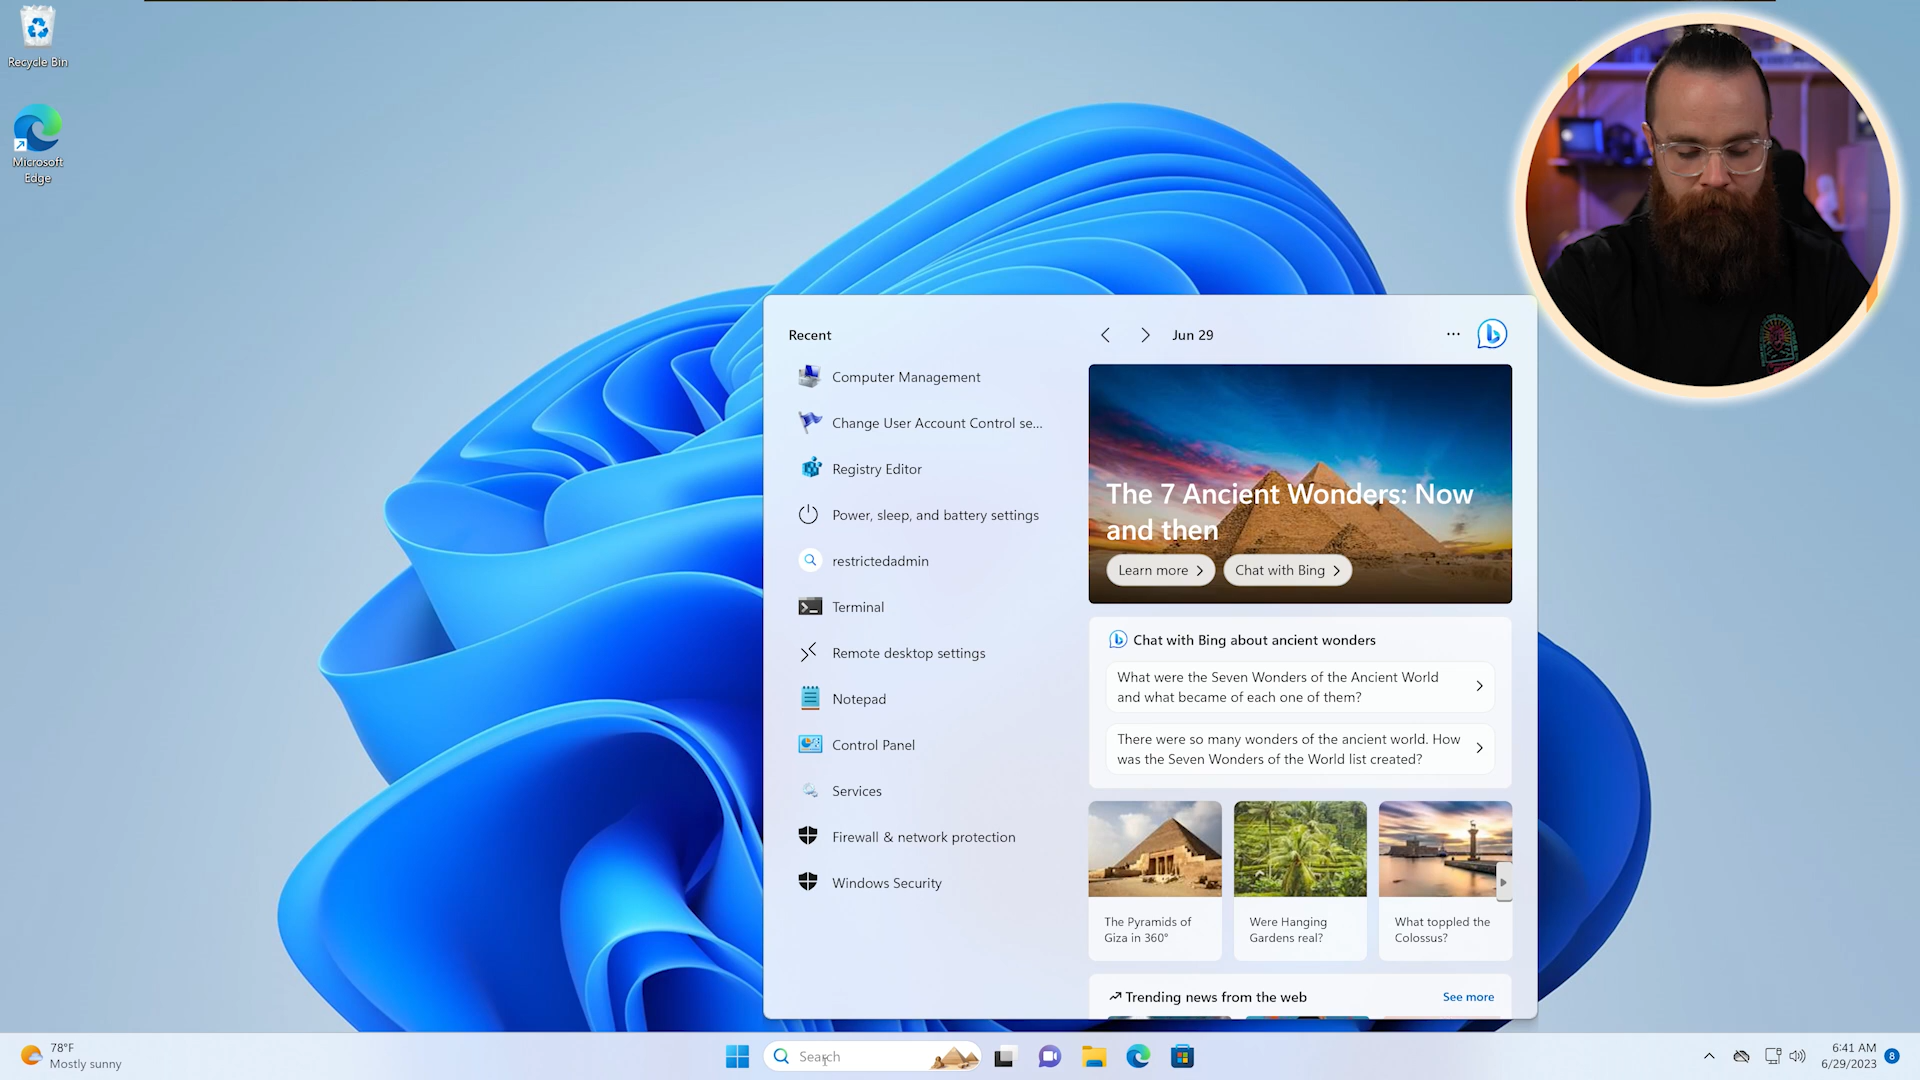 Recycle Bin
Microsoft
Edge
Recent
Computer Management
Change User Account Control se...
Registry Editor
Power, sleep, and battery settings
restrictedadmin
Terminal
Remote desktop settings
Notepad
Control Panel
Services
Firewall & network protection
Windows Security
Jun 29
The 7 Ancient Wonders: Now
and then
Learn more
Chat with Bing
Chat with Bing about ancient wonders
What were the Seven Wonders of the Ancient World
and what became of each one of them?
There were so many wonders of the ancient world. How
was the Seven Wonders of the World list created?
The Pyramids of
Giza in 360°
Were Hanging
Gardens real?
What toppled the
Colossus?
Trending news from the web
See more
78°F
Mostly sunny
Search
6:41 AM
6/29/2023
8